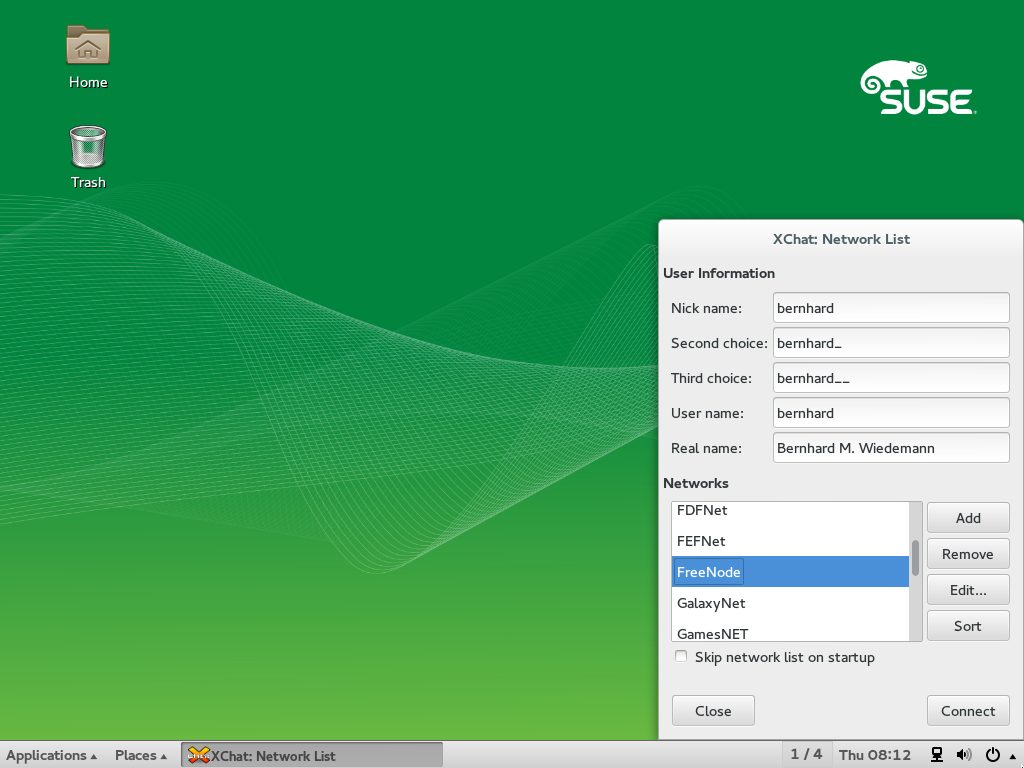 Home
SUSE
Trash
XChat: Network List
User Information
Nick name: bernhard
Second choice: bernhard_
Third choice: bernhard__
User name: bernhard
Real name: Bernhard M. Wiedemann
Networks
FDFNet
Add
FEFNet
Remove
FreeNode
Edit...
GalaxyNet
Sort
GamesNET
Skip network list on startup
Close
Connect
Applications
Places
XChat: Network List
1 / 4
Thu 08:12